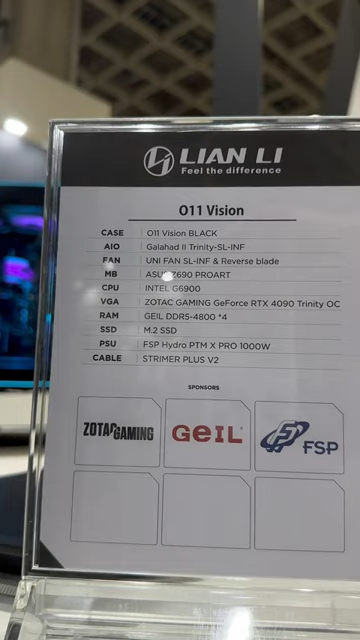 LIAN LI
Feel the difference
O11 Vision
CASE O11 Vision BLACK
AIO Galahad II Trinity-SL-INF
FAN UNI FAN SL-INF & Reverse blade
MB ASUS Z690 PROART
CPU INTEL G6900
VGA ZOTAC GAMING GeForce RTX 4090 Trinity OC
RAM GEIL DDR5-4800 *4
SSD M.2 SSD
PSU FSP Hydro PTM X PRO 1000W
CABLE STRIMER PLUS V2
SPONSORS
ZOTAC GAMING GEIL FSP